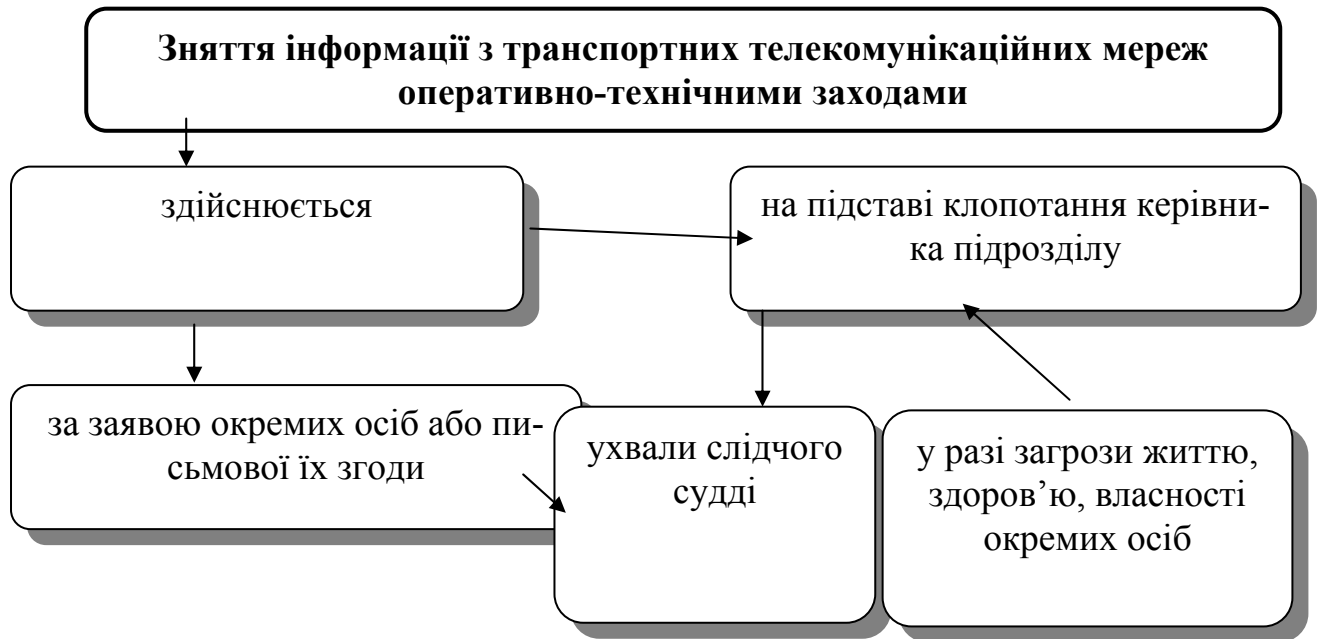 Зняття інформації з транспортних телекомунікаційних мереж
оперативно-технічними заходами
здійснюється
на підставі клопотання керівни-
ка підрозділу
за заявою окремих осіб або пи-
сьмової їх згоди
ухвали слідчого
судді
у разі загрози життю,
здоров’ю, власності
окремих осіб